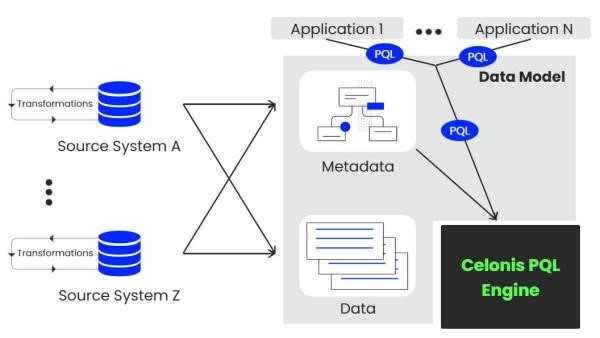 Application 1
Application N
PQL
PQL
Data Model
Transformations
Source System A
PQL
Metadata
Transformations
Source System Z
Data
Celonis PQL
Engine